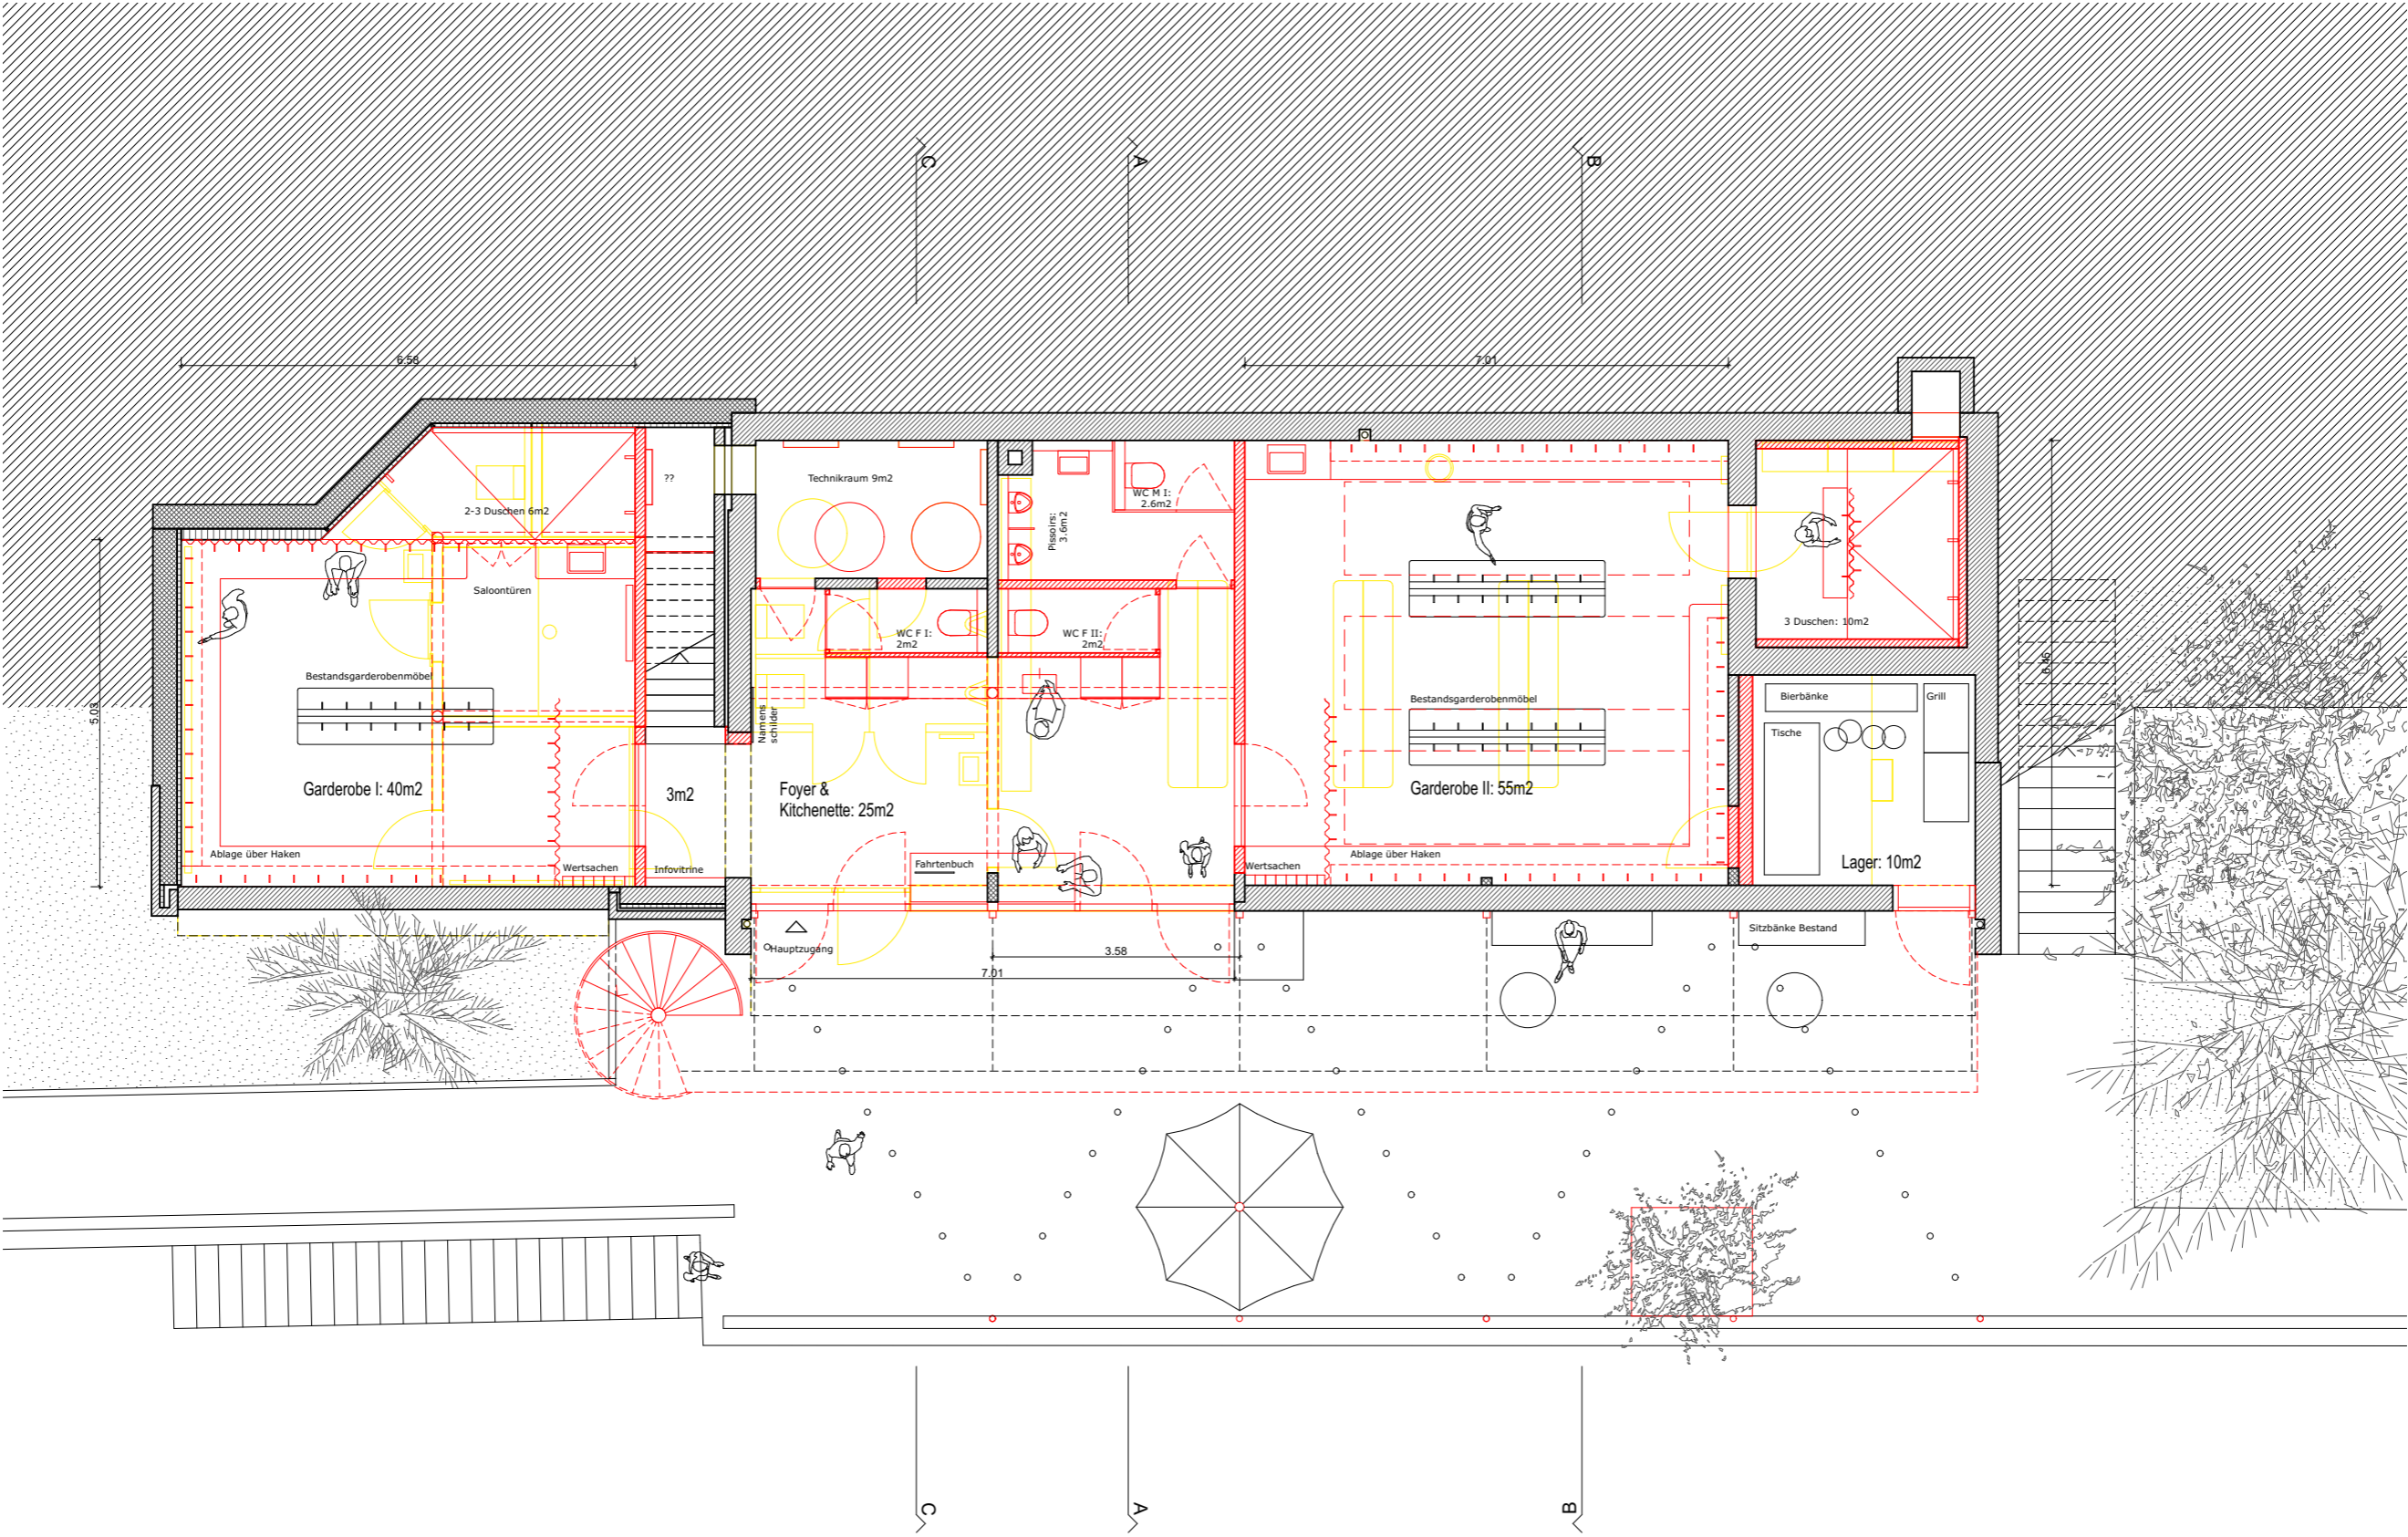 C
A
B
6.58
7.01
??
Technikraum 9m2
2-3 Duschen 6m2
WC M I:
2.6m2
Pissoirs:
3.6m2
Saloontüren
WC F I:
2m2
WC F II:
2m2
3 Duschen: 10m2
Bestandsgarderobenmöbel
5.03
6.45
Namens
schilder
Bestandsgarderobenmöbel
Bierbänke
Grill
Tische
Garderobe I: 40m2
3m2
Foyer &
Kitchenette: 25m2
Garderobe II: 55m2
Ablage über Haken
Wertsachen
Infovitrine
Fahrtenbuch
Wertsachen
Ablage über Haken
Lager: 10m2
Hauptzugang
3.58
7.01
Sitzbänke Bestand
C
A
B